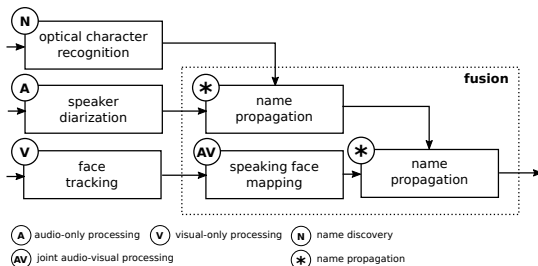 N
optical character
recognition
fusion
A
speaker
diarization
*
name
propagation
V
face
tracking
AV
speaking face
mapping
*
name
propagation
A audio-only processing V visual-only processing N name discovery
AV joint audio-visual processing * name propagation